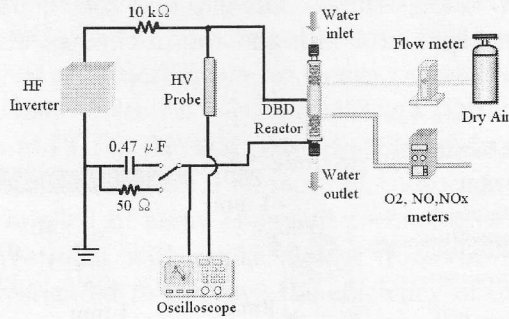 10 kΩ
Water
inlet
Flow meter
HF
Inverter
HV
Probe
DBD
Reactor
Dry Air
0.47 μF
50 Ω
Water
outlet
O2, NO,NOx
meters
Oscilloscope